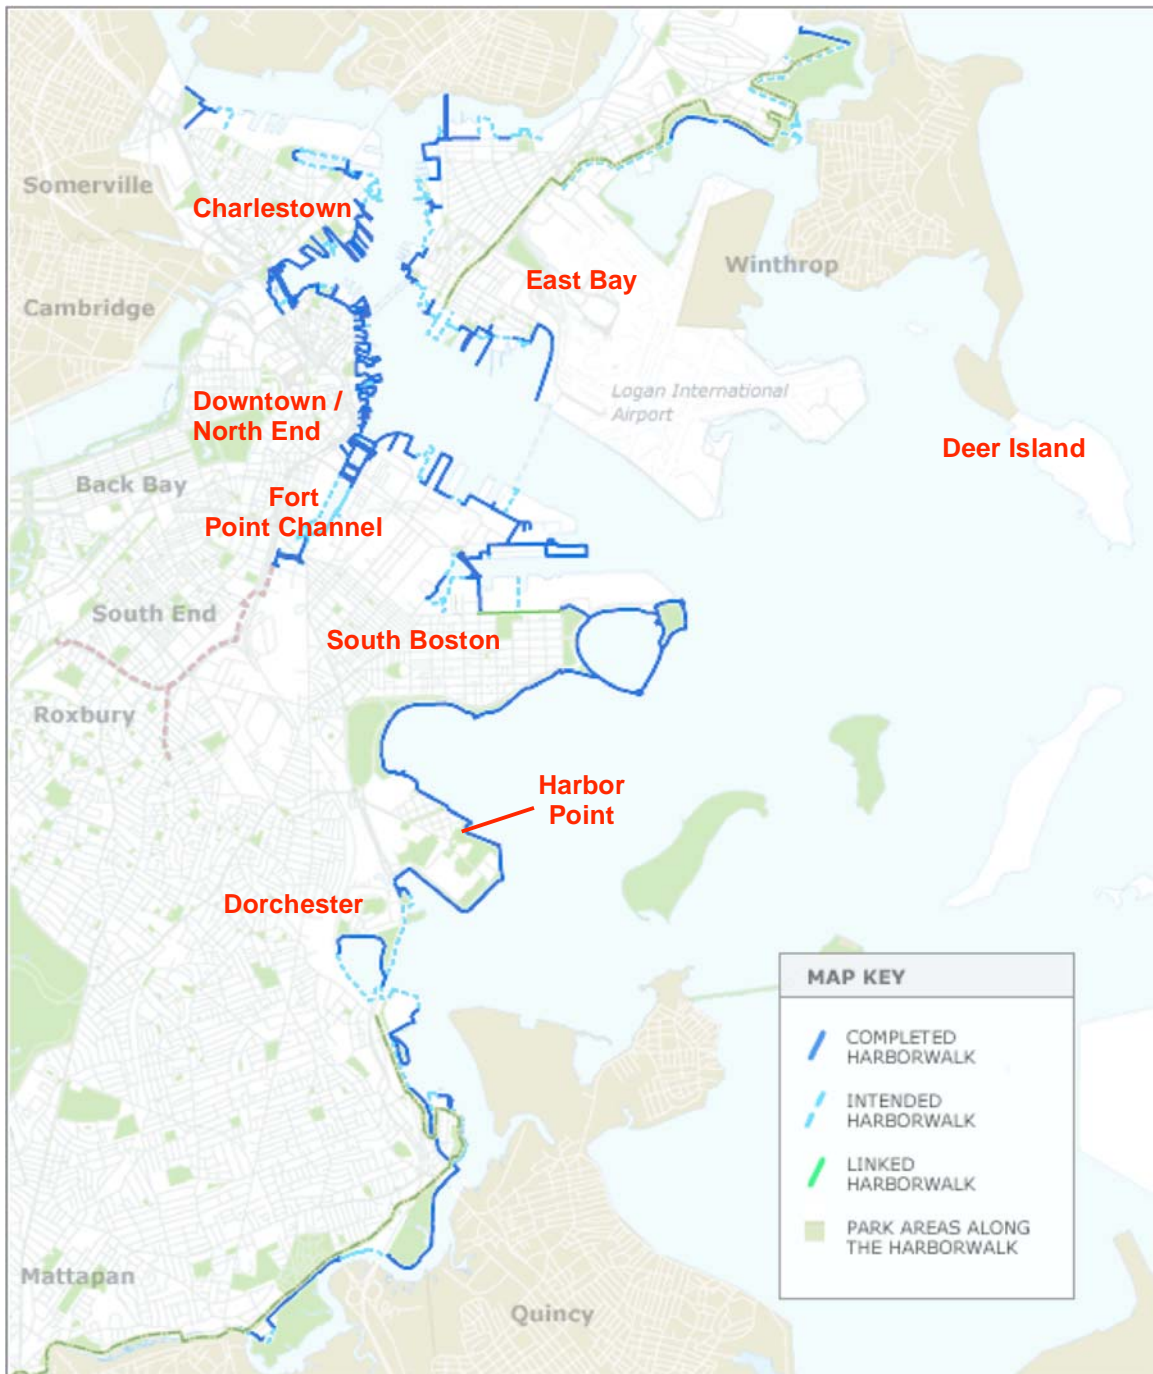 Somerville
Charlestown
East Bay
Winthrop
Cambridge
Downtown /
North End
Logan International
Airport
Deer Island
Back Bay
Fort
Point Channel
South End
South Boston
Roxbury
Harbor
Point
Dorchester
MAP KEY
COMPLETED
HARBORWALK
INTENDED
HARBORWALK
LINKED
HARBORWALK
PARK AREAS ALONG
THE HARBORWALK
Mattapan
Quincy